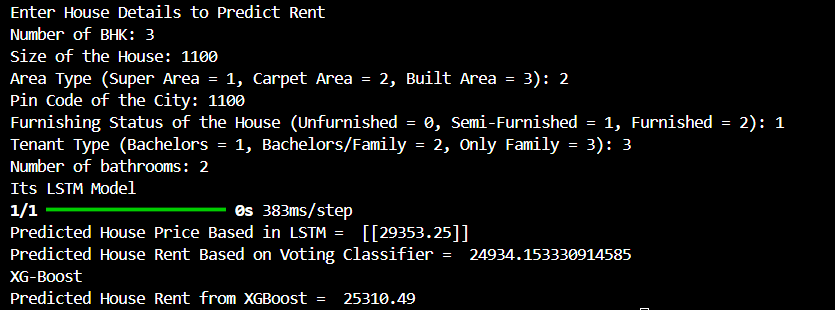 Enter House Details to Predict Rent
Number of BHK: 3
Size of the House: 1100
Area Type (Super Area = 1, Carpet Area = 2, Built Area = 3): 2
Pin Code of the City: 1100
Furnishing Status of the House (Unfurnished = 0, Semi-Furnished = 1, Furnished = 2): 1
Tenant Type (Bachelors = 1, Bachelors/Family = 2, Only Family = 3): 3
Number of bathrooms: 2
Its LSTM Model
1/1 ━━━━━━━━━━━━━━━━━━━━ 0s 383ms/step
Predicted House Price Based in LSTM =  [[29353.25]]
Predicted House Rent Based on Voting Classifier =  24934.153330914585
XG-Boost
Predicted House Rent from XGBoost =  25310.49